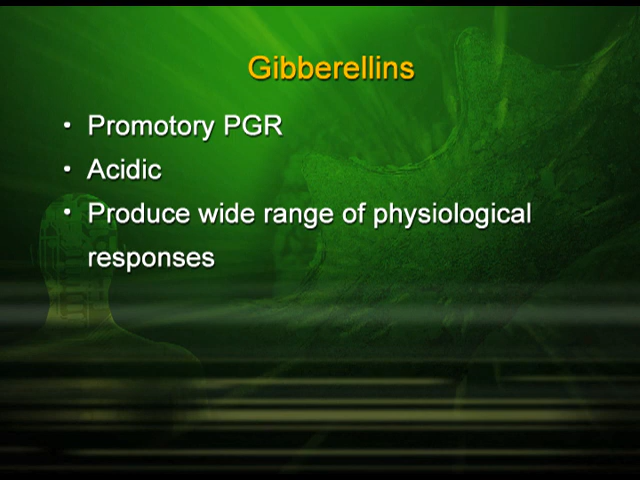 Gibberellins
• Promotory PGR
• Acidic
• Produce wide range of physiological
responses